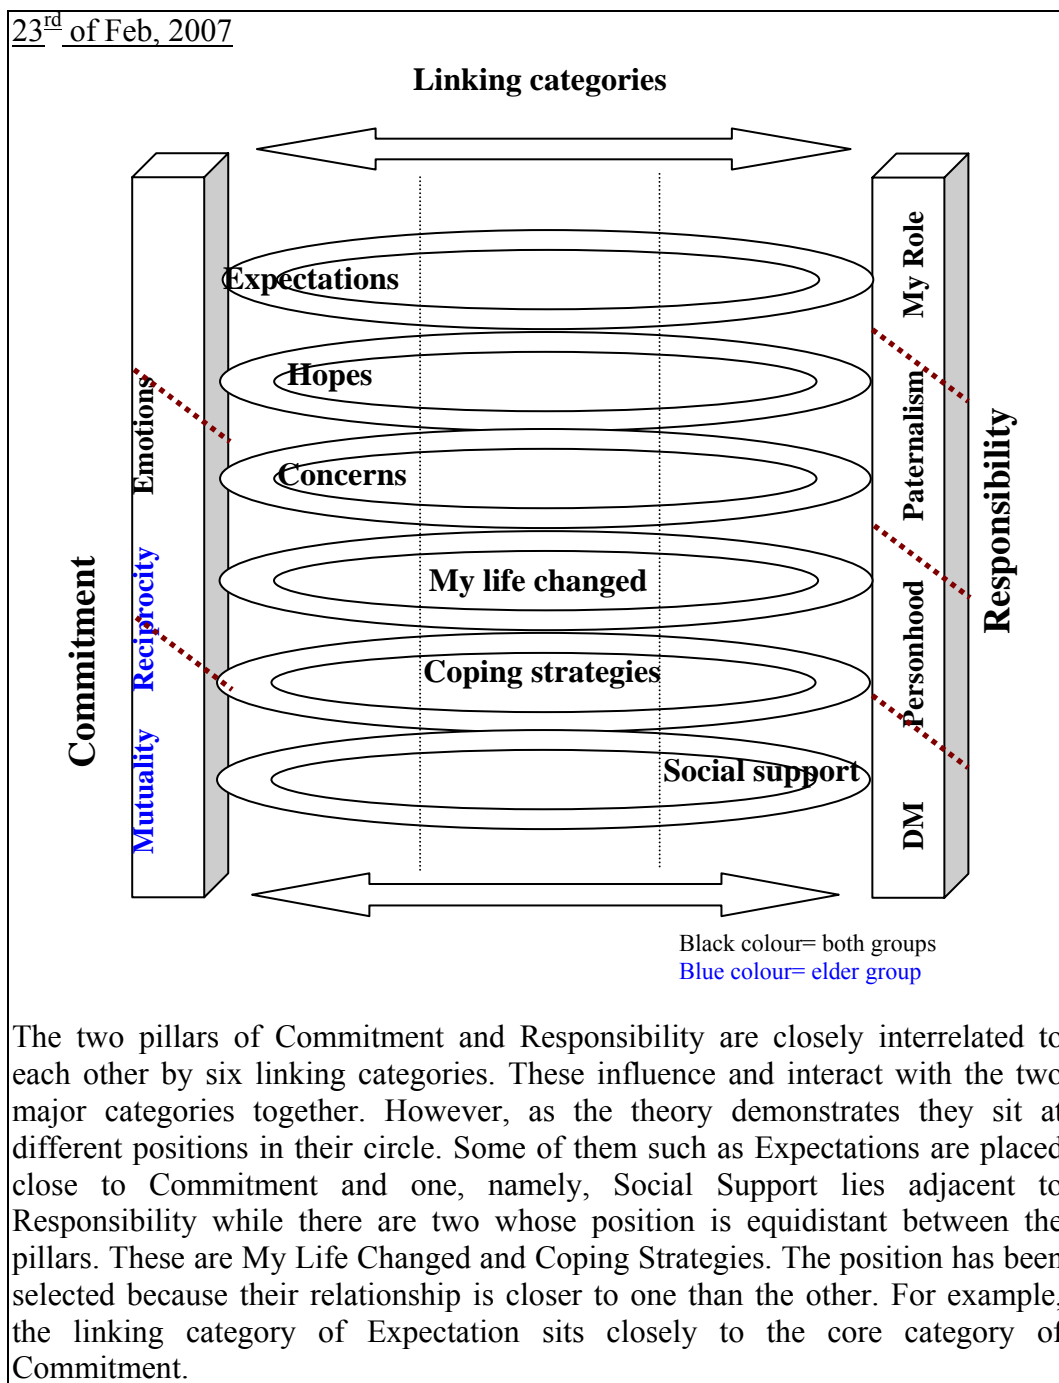 23rd of Feb, 2007
Linking categories
Commitment
Emotions
Reciprocity
Mutuality
Expectations
Hopes
Concerns
My life changed
Coping strategies
Social support
My Role
Paternalism
Personhood
DM
Responsibility
Black colour= both groups
Blue colour= elder group
The two pillars of Commitment and Responsibility are closely interrelated to
each other by six linking categories. These influence and interact with the two
major categories together. However, as the theory demonstrates they sit at
different positions in their circle. Some of them such as Expectations are placed
close to Commitment and one, namely, Social Support lies adjacent to
Responsibility while there are two whose position is equidistant between the
pillars. These are My Life Changed and Coping Strategies. The position has been
selected because their relationship is closer to one than the other. For example,
the linking category of Expectation sits closely to the core category of
Commitment.